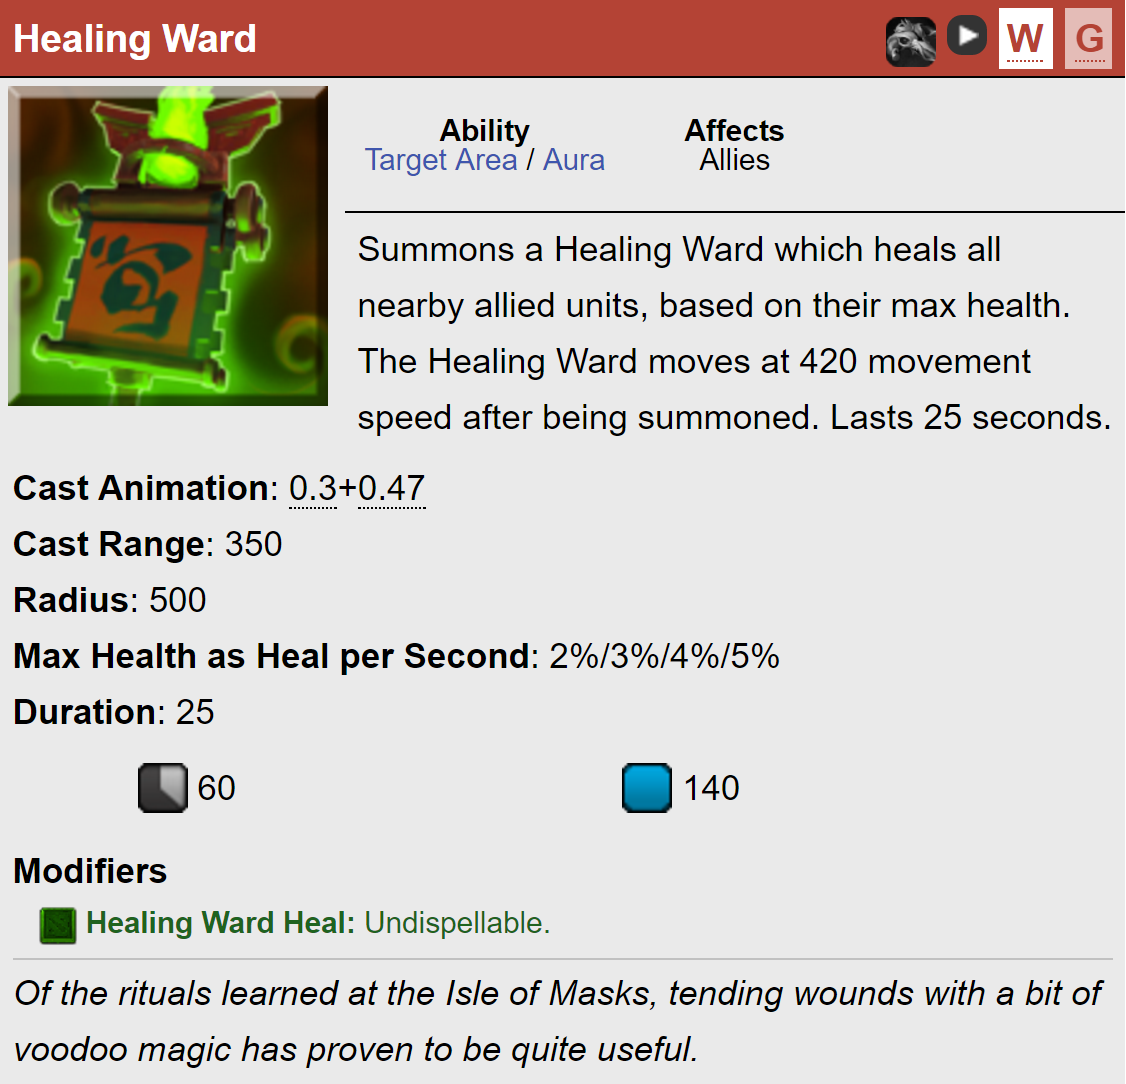 Healing Ward
W G
Ability
Affects
Target Area / Aura
Allies
Summons a Healing Ward which heals all
nearby allied units, based on their max health.
The Healing Ward moves at 420 movement
speed after being summoned. Lasts 25 seconds.
Cast Animation: 0.3+0.47
Cast Range: 350
Radius: 500
Max Health as Heal per Second: 2%/3%/4%/5%
Duration: 25
60
140
Modifiers
Healing Ward Heal: Undispellable.
Of the rituals learned at the Isle of Masks, tending wounds with a bit of
voodoo magic has proven to be quite useful.